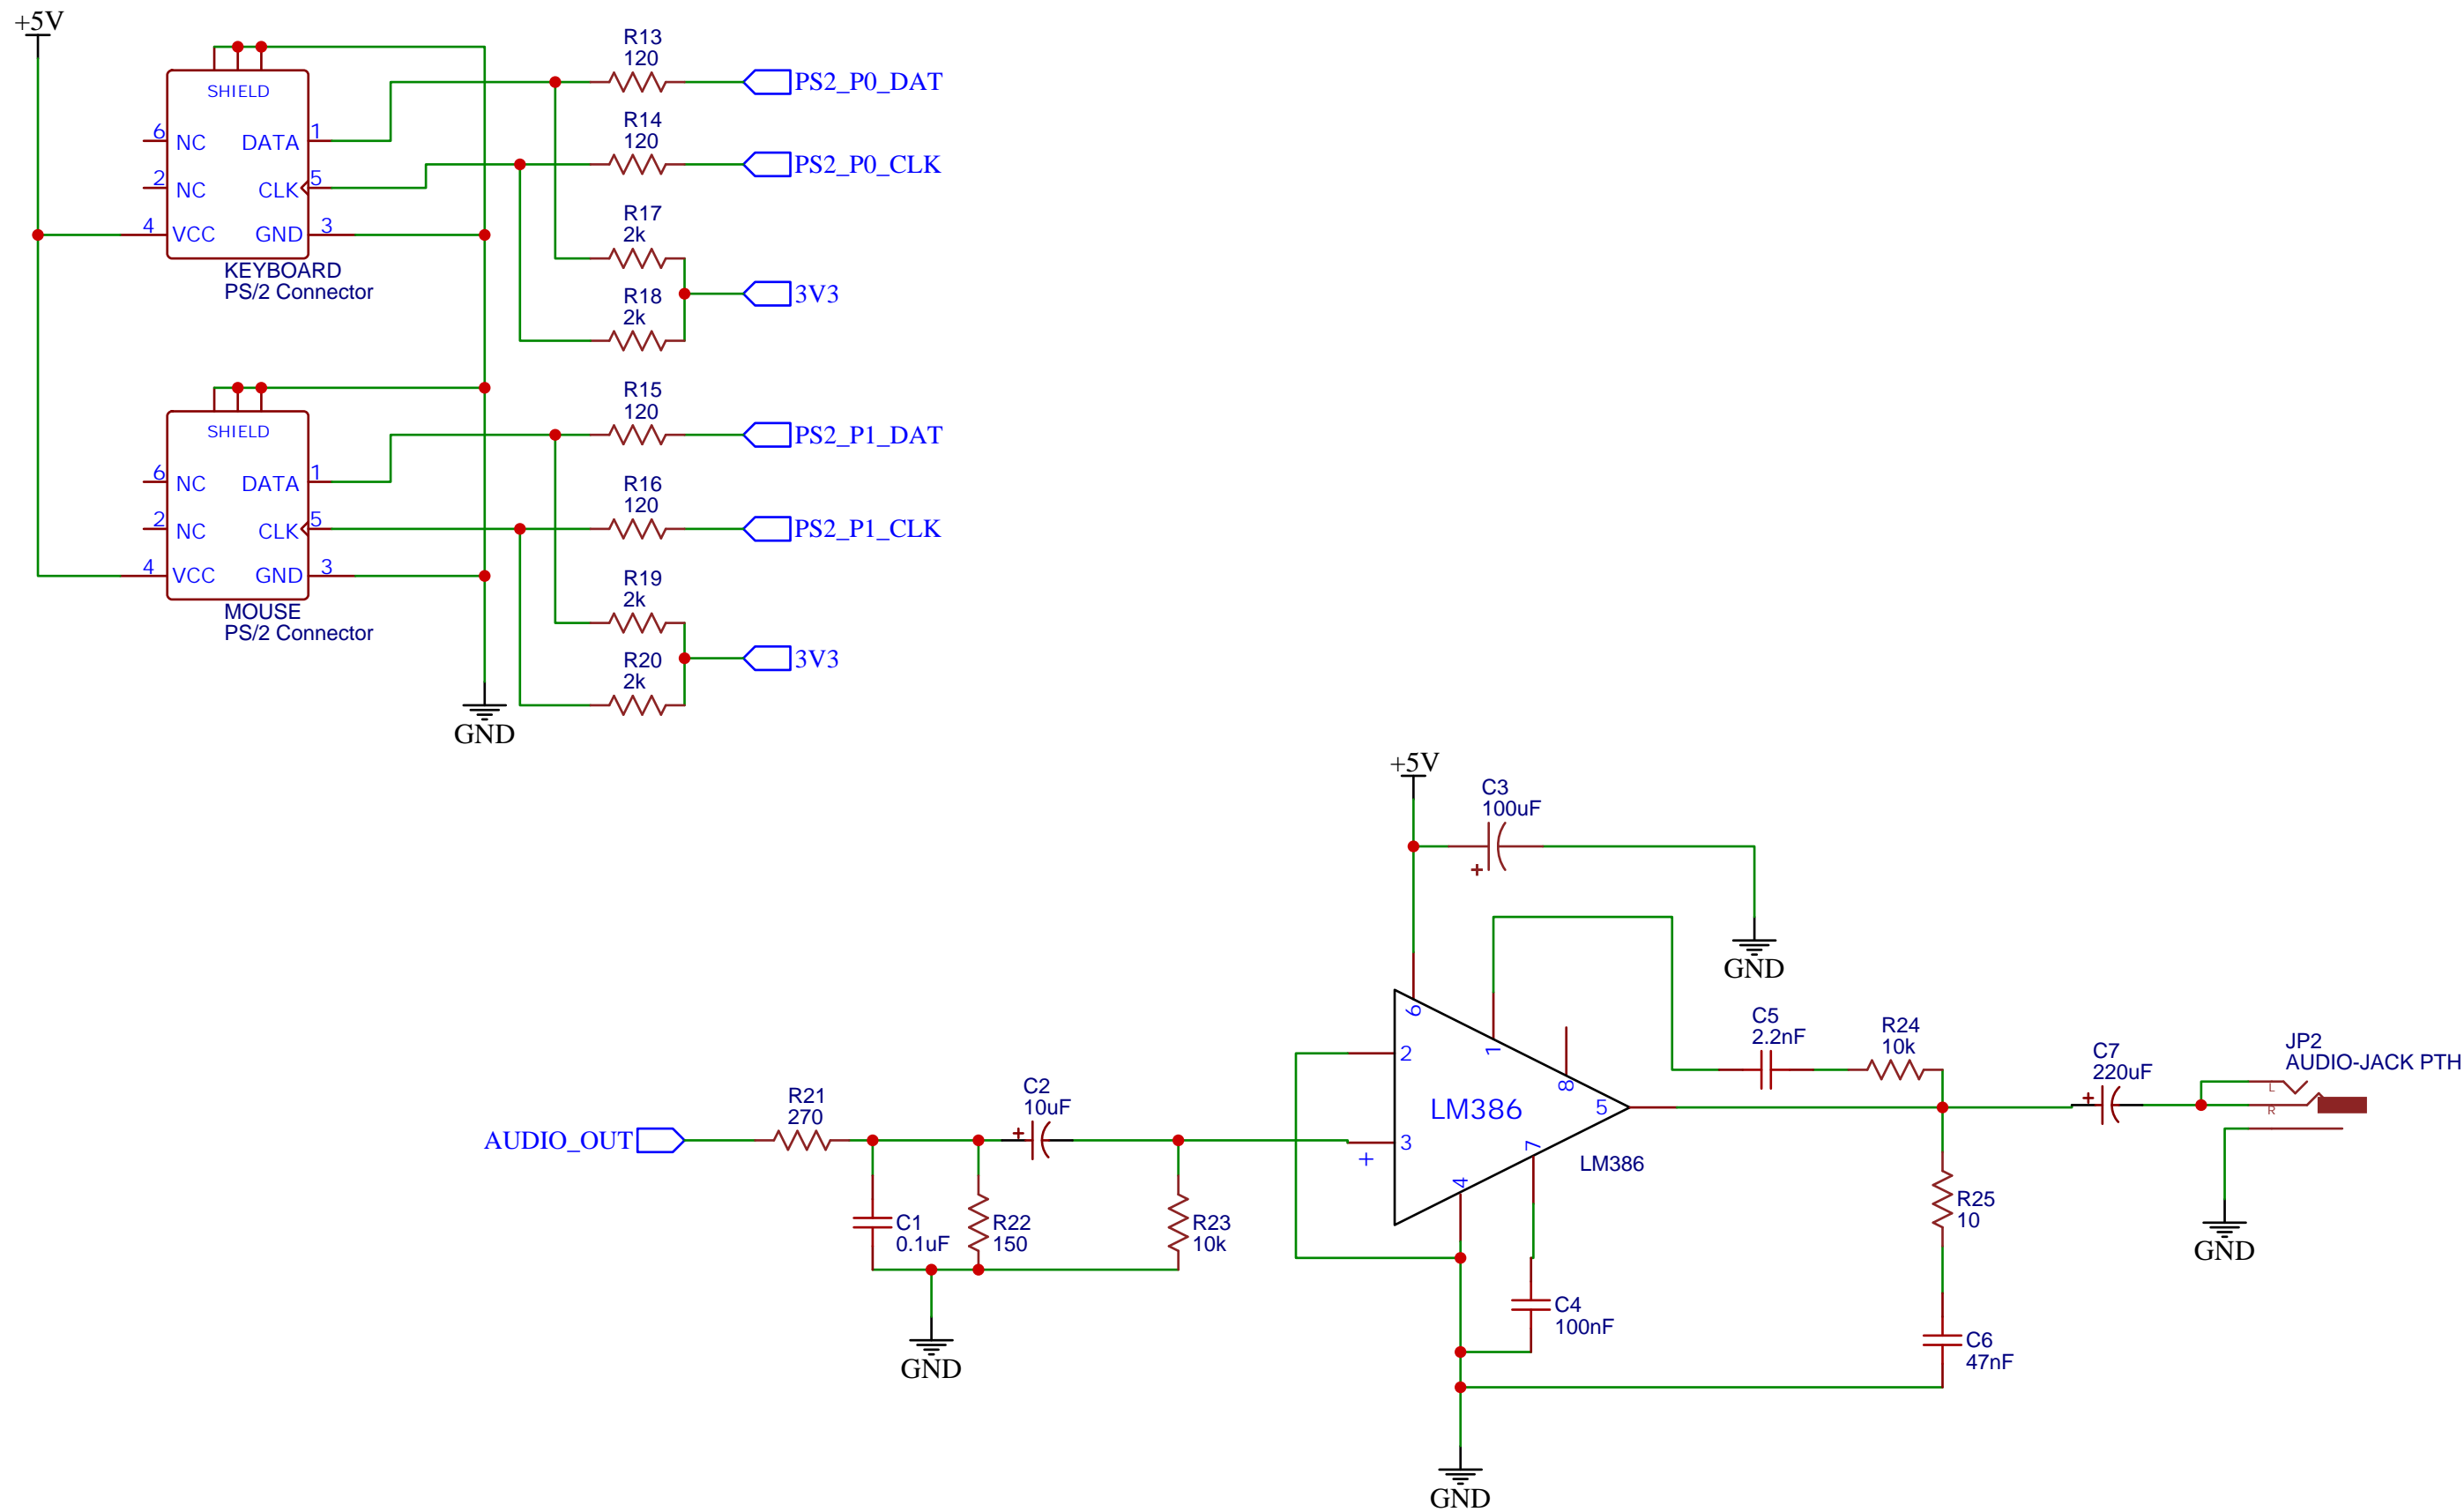 +5V
SHIELD
6 NC DATA 1
2 NC CLK 5
4 VCC GND 3
KEYBOARD
PS/2 Connector
R13
120
PS2_P0_DAT
R14
120
PS2_P0_CLK
R17
2k
R18
2k
3V3
SHIELD
6 NC DATA 1
2 NC CLK 5
4 VCC GND 3
MOUSE
PS/2 Connector
R15
120
PS2_P1_DAT
R16
120
PS2_P1_CLK
R19
2k
R20
2k
3V3
GND
+5V
C3
100uF
GND
AUDIO_OUT
R21
270
C1
0.1uF
R22
150
C2
10uF
R23
10k
GND
6
2
1
8
LM386
5
3
+
7
4
LM386
C4
100nF
GND
C5
2.2nF
R24
10k
R25
10
C6
47nF
C7
220uF
+
JP2
AUDIO-JACK PTH
L
R
GND